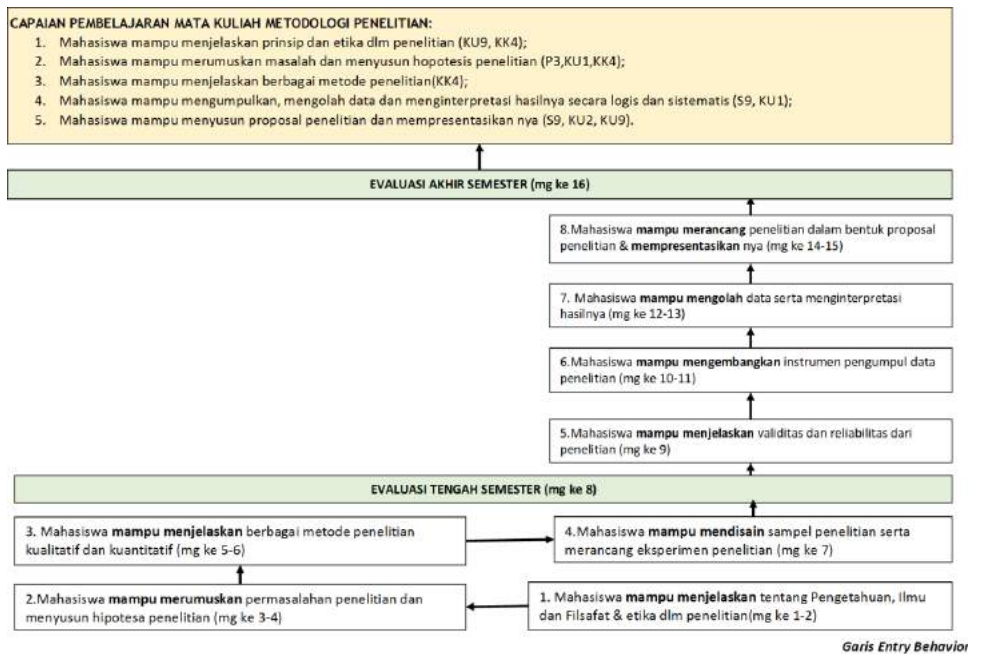 CAPAIAN PEMBELAJARAN MATA KULIAH METODOLOGI PENELITIAN:
1. Mahasiswa mampu menjelaskan prinsip dan etika dlm penelitian (KU9, KK4);
2. Mahasiswa mampu merumuskan masalah dan menyusun hopotesis penelitian (P3,KU1,KK4);
3. Mahasiswa mampu menjelaskan berbagai metode penelitian(KK4);
4. Mahasiswa mampu mengumpulkan, mengolah data dan menginterpretasi hasilnya secara logis dan sistematis (S9, KU1);
5. Mahasiswa mampu menyusun proposal penelitian dan mempresentasikan nya (S9, KU2, KU9).
EVALUASI AKHIR SEMESTER (mg ke 16)
8.Mahasiswa mampu merancang penelitian dalam bentuk proposal
penelitian & mempresentasikan nya (mg ke 14-15)
7. Mahasiswa mampu mengolah data serta menginterpretasi
hasilnya (mg ke 12-13)
6.Mahasiswa mampu mengembangkan instrumen pengumpul data
penelitian (mg ke 10-11)
5.Mahasiswa mampu menjelaskan validitas dan reliabilitas dari
penelitian (mg ke 9)
EVALUASI TENGAH SEMESTER (mg ke 8)
3. Mahasiswa mampu menjelaskan berbagai metode penelitian
kualitatif dan kuantitatif (mg ke 5-6)
4.Mahasiswa mampu mendisain sampel penelitian serta
merancang eksperimen penelitian (mg ke 7)
2.Mahasiswa mampu merumuskan permasalahan penelitian dan
menyusun hipotesa penelitian (mg ke 3-4)
1. Mahasiswa mampu menjelaskan tentang Pengetahuan, Ilmu
dan Filsafat & etika dlm penelitian(mg ke 1-2)
Garis Entry Behavior